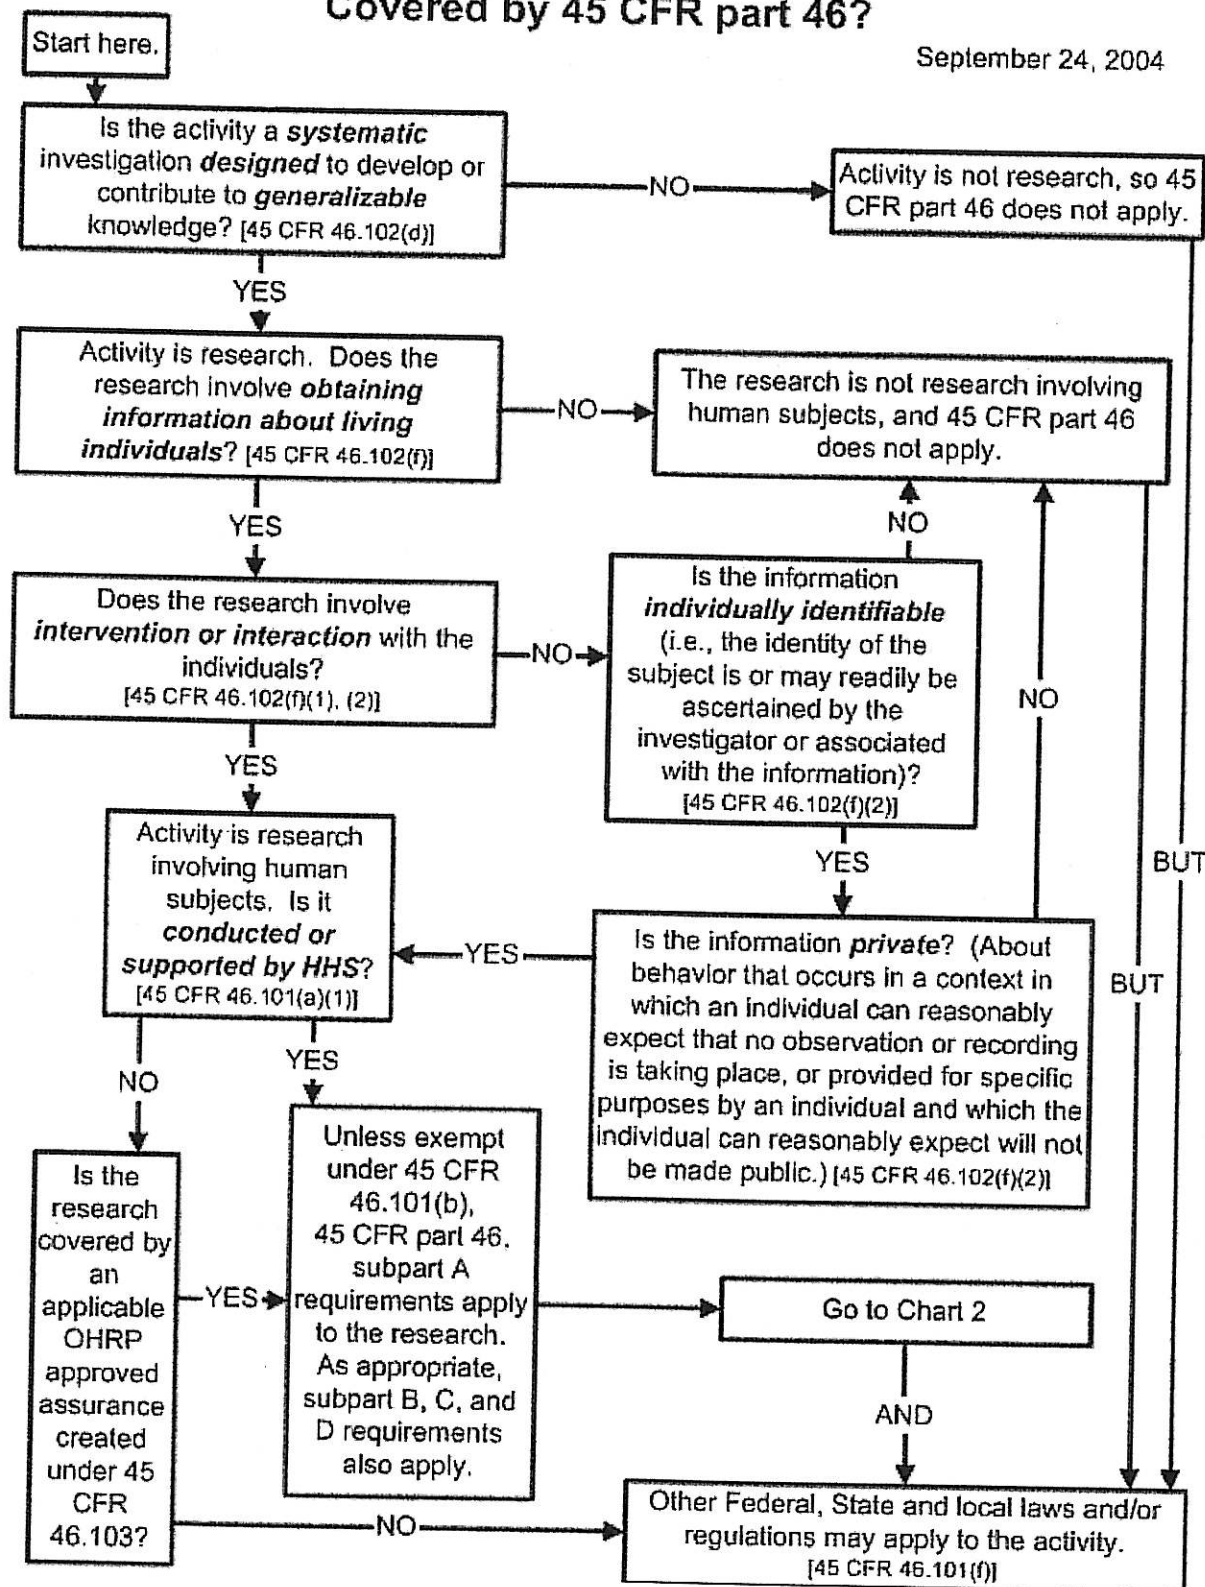 Covered by 45 CFR part 46?
September 24, 2004
Start here.
Is the activity a systematic
investigation designed to develop or
contribute to generalizable
knowledge? [45 CFR 46.102(d)]
NO
Activity is not research, so 45
CFR part 46 does not apply.
YES
Activity is research. Does the
research involve obtaining
information about living
individuals? [45 CFR 46.102(f)]
NO
The research is not research involving
human subjects, and 45 CFR part 46
does not apply.
YES
NO
NO
Does the research involve
intervention or interaction with the
individuals?
[45 CFR 46.102(f)(1), (2)]
NO
Is the information
individually identifiable
(i.e., the identity of the
subject is or may readily be
ascertained by the
investigator or associated
with the information)?
[45 CFR 46.102(f)(2)]
YES
YES
BUT
Activity is research
involving human
subjects. Is it
conducted or
supported by HHS?
[45 CFR 46.101(a)(1)]
YES
Is the information private? (About
behavior that occurs in a context in
which an individual can reasonably
expect that no observation or recording
is taking place, or provided for specific
purposes by an individual and which the
individual can reasonably expect will not
be made public.) [45 CFR 46.102(f)(2)]
BUT
NO
YES
Is the
research
covered by
an
applicable
OHRP
approved
assurance
created
under 45
CFR
46.103?
YES
Unless exempt
under 45 CFR
46.101(b),
45 CFR part 46,
subpart A
requirements apply
to the research.
As appropriate,
subpart B, C, and
D requirements
also apply.
Go to Chart 2
AND
NO
Other Federal, State and local laws and/or
regulations may apply to the activity.
[45 CFR 46.101(f)]